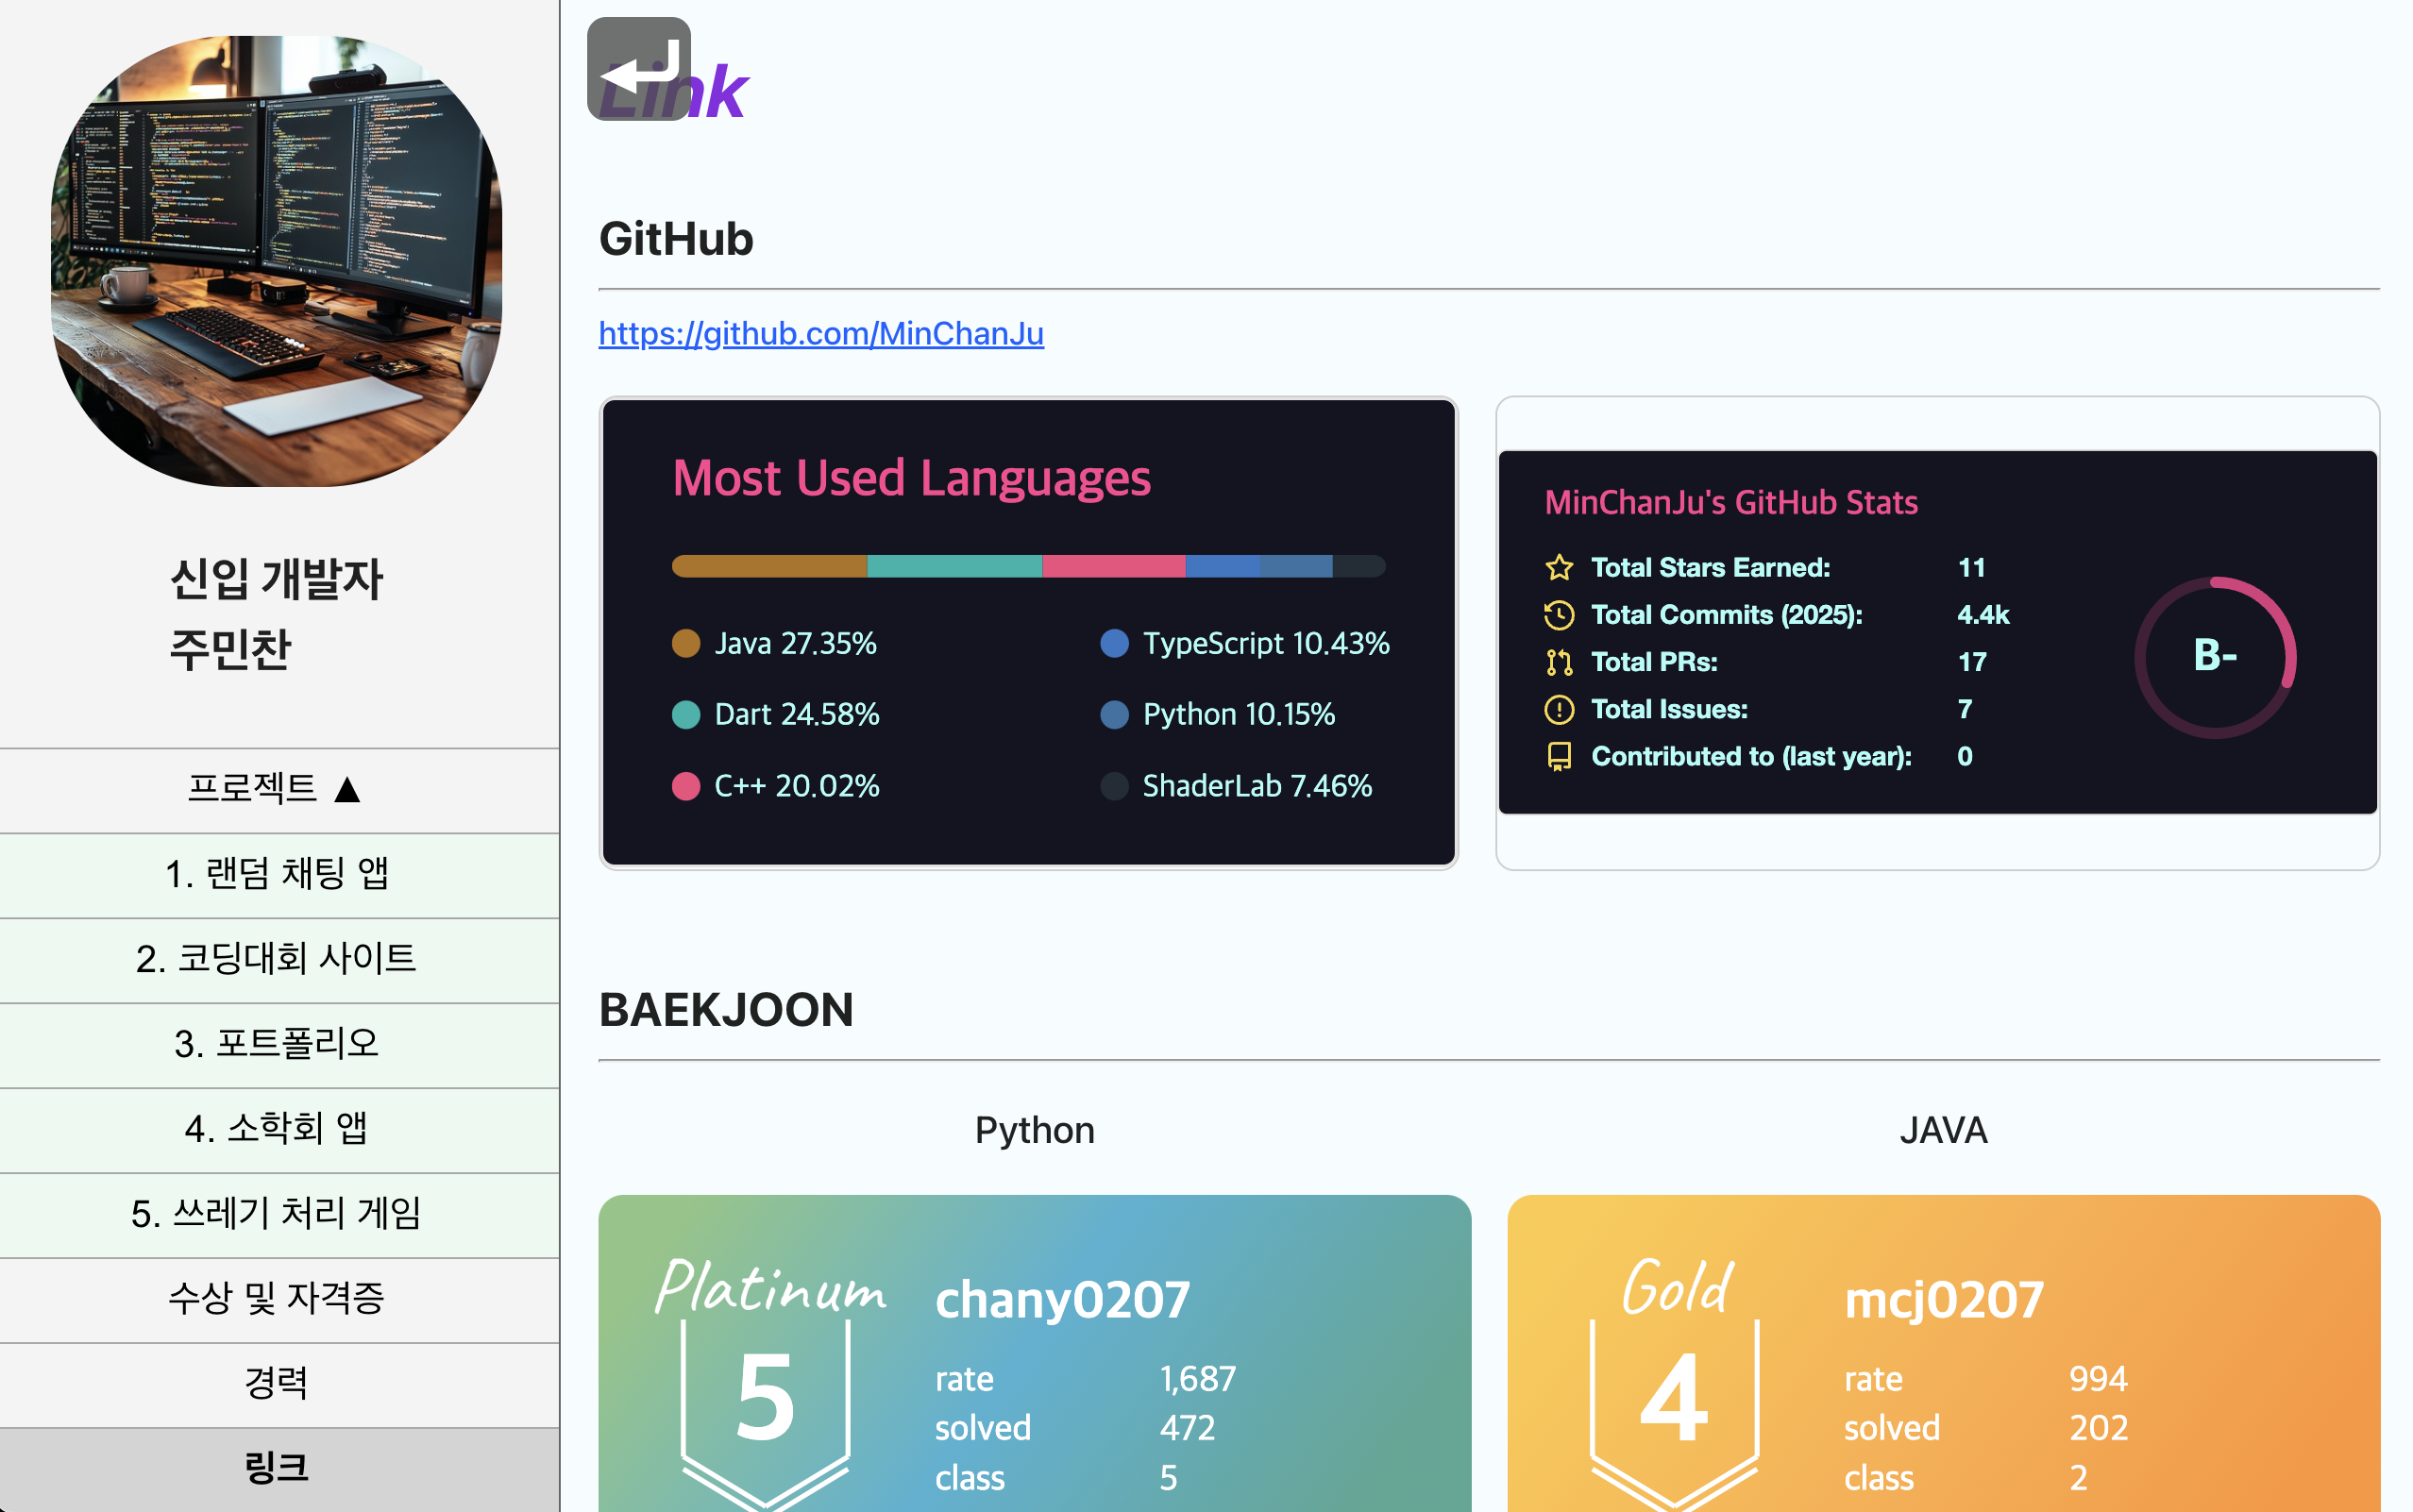 신입 개발자
주민찬
프로젝트 ▲
1. 랜덤 채팅 앱
2. 코딩대회 사이트
3. 포트폴리오
4. 소학회 앱
5. 쓰레기 처리 게임
수상 및 자격증
경력
링크
Link
GitHub
https://github.com/MinChanJu
Most Used Languages
Java 27.35%
Dart 24.58%
C++ 20.02%
TypeScript 10.43%
Python 10.15%
ShaderLab 7.46%
MinChanJu's GitHub Stats
Total Stars Earned: 11
Total Commits (2025): 4.4k
Total PRs: 17
Total Issues: 7
Contributed to (last year): 0
B-
BAEKJOON
Python
Platinum
5
chany0207
rate 1,687
solved 472
class 5
JAVA
Gold
4
mcj0207
rate 994
solved 202
class 2